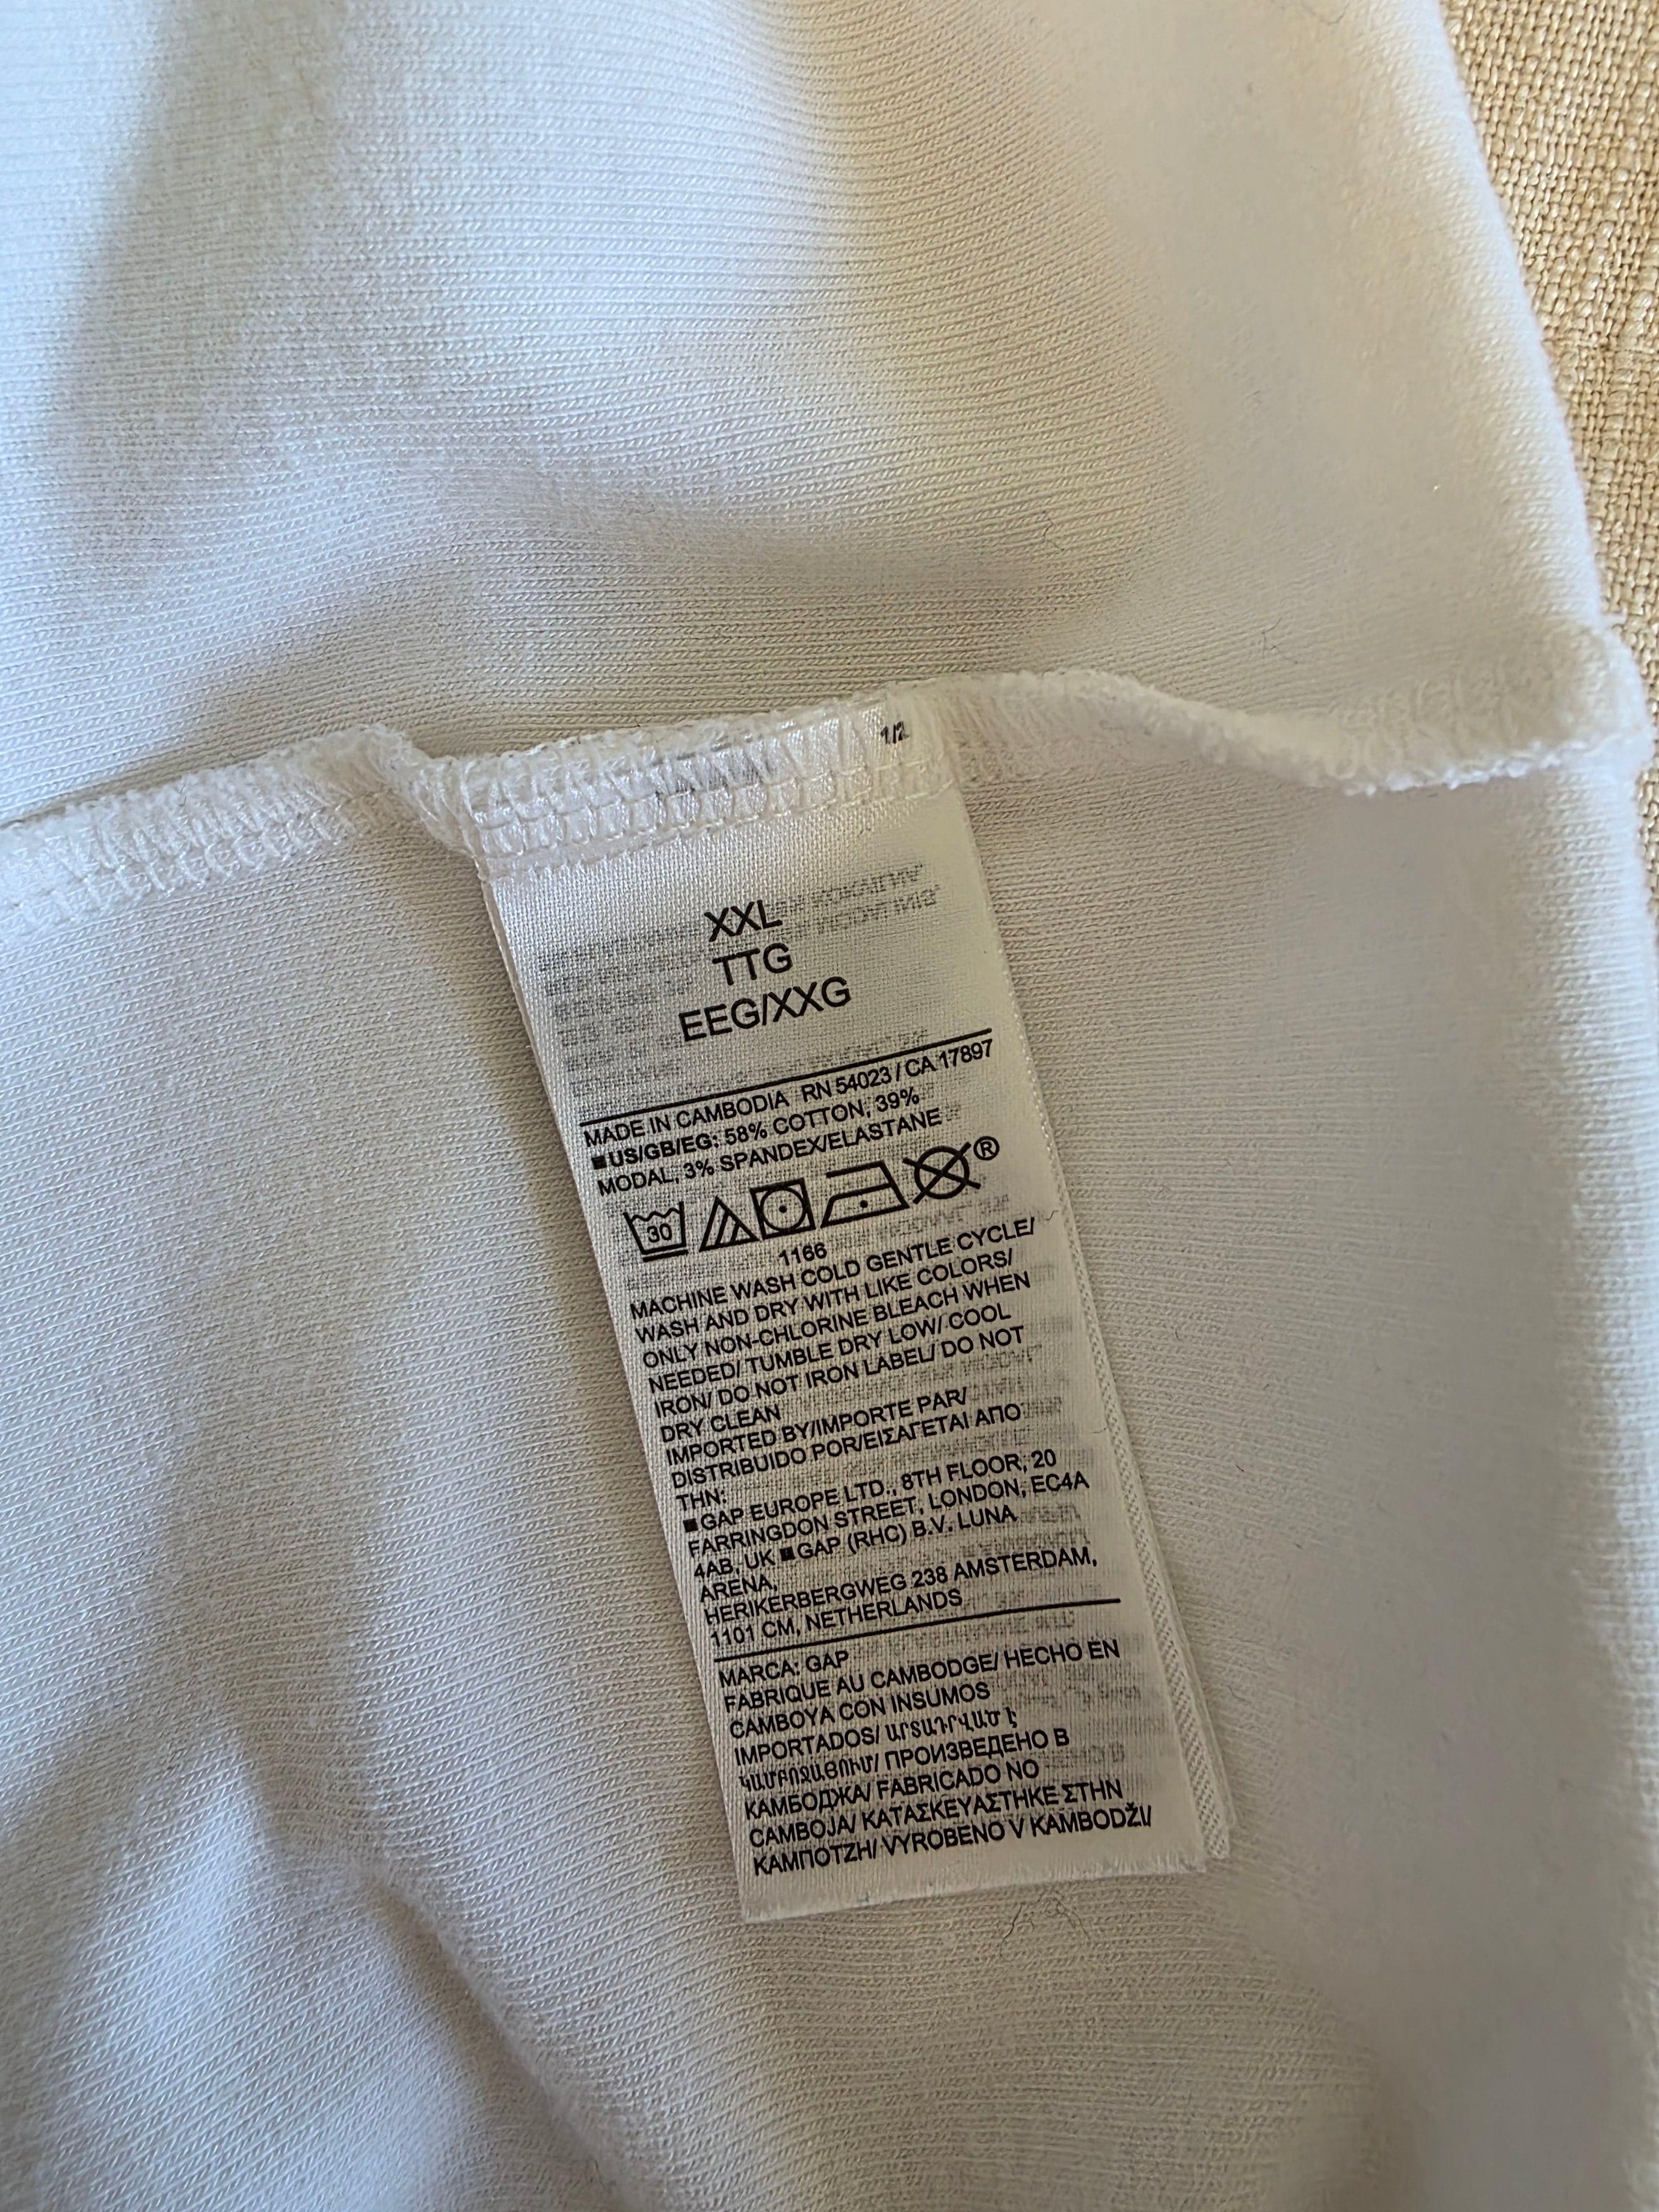 1/2
XXL
TTG
EEG/XXG
MADE IN CAMBODIA RN 54023 / CA 17897
■US/GB/EG: 58% COTTON, 39%
MODAL, 3% SPANDEX/ELASTANE
30 ®
1166
MACHINE WASH COLD GENTLE CYCLE/
WASH AND DRY WITH LIKE COLORS/
ONLY NON-CHLORINE BLEACH WHEN
NEEDED/ TUMBLE DRY LOW/ COOL
IRON/ DO NOT IRON LABEL/ DO NOT
DRY CLEAN
IMPORTED BY/IMPORTE PAR/
DISTRIBUIDO POR/ΕΙΣΑΓΕΤΑΙ ΑΠΟ
ΤΗΝ:
■GAP EUROPE LTD., 8TH FLOOR, 20
FARRINGDON STREET, LONDON, EC4A
4AB, UK ■GAP (RHC) B.V. LUNA
ARENA,
HERIKERBERGWEG 238 AMSTERDAM,
1101 CM, NETHERLANDS
MARCA: GAP
FABRIQUE AU CAMBODGE/ HECHO EN
CAMBOYA CON INSUMOS
IMPORTADOS/ ԱՐՏԱԴՐՎԱԾ Է
ԿԱՄԲՈՋԱՅՈՒՄ/ ПРОИЗВЕДЕНО В
КАМБОДЖА/ FABRICADO NO
CAMBOJA/ ΚΑΤΑΣΚΕΥΑΣΤΗΚΕ ΣΤΗΝ
ΚΑΜΠΟΤΖΗ/ VYROBENO V KAMBODŽI/